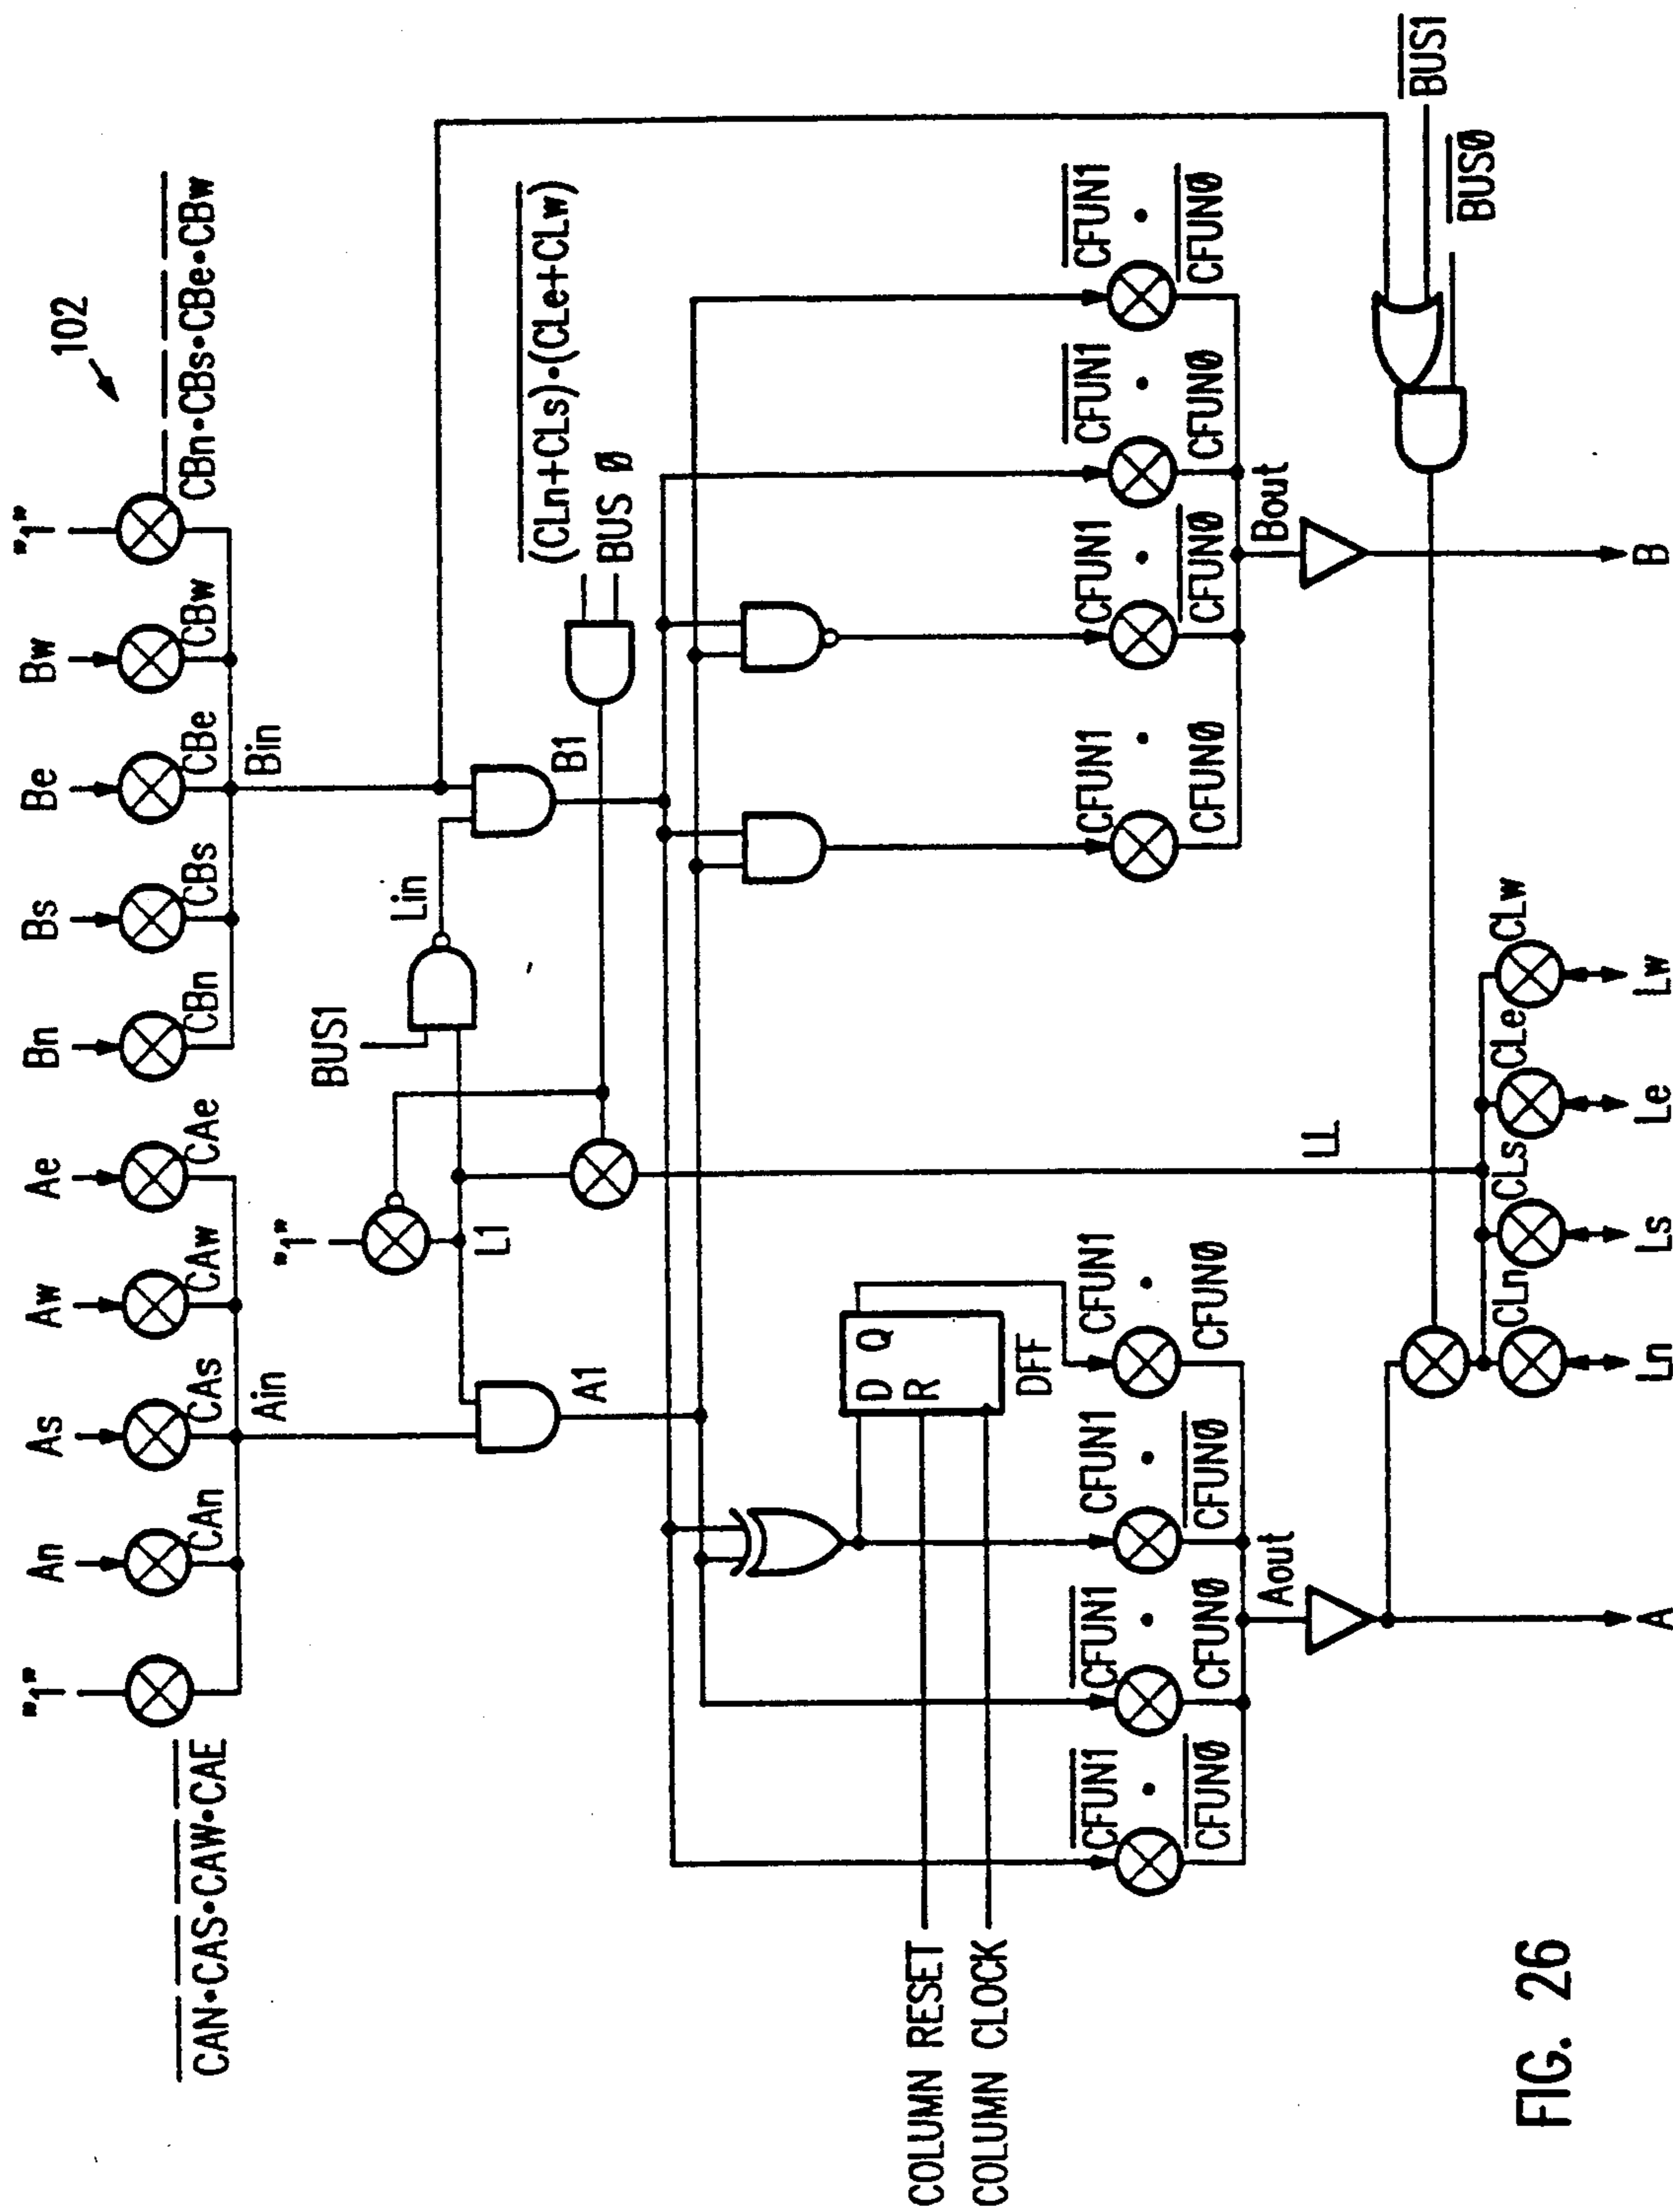 102
"1" An As Aw Ae Bn Bs Be Bw "1"
CAN•CAS•CAW•CAE CAn CAs CAw CAe CBn CBs CBe CBw CBn•CBs•CBe•CBw
Ain Bin
"1" BUS1 Lin
(CLn+CLs)•(CLe+CLw)
BUS Ø
L1
A1 B1
D Q
R
DFF
LL
COLUMN RESET
COLUMN CLOCK
CFUN1 • CFUNØ
CFUN1 • CFUNØ
CFUN1 • CFUNØ
CFUN1 • CFUNØ
CFUN1 • CFUNØ
CFUN1 • CFUNØ
CFUN1 • CFUNØ
CFUN1 • CFUNØ
Aout Bout
BUS1
BUSØ
CLn CLs CLe CLw
A Ln Ls Le Lw B
FIG. 26